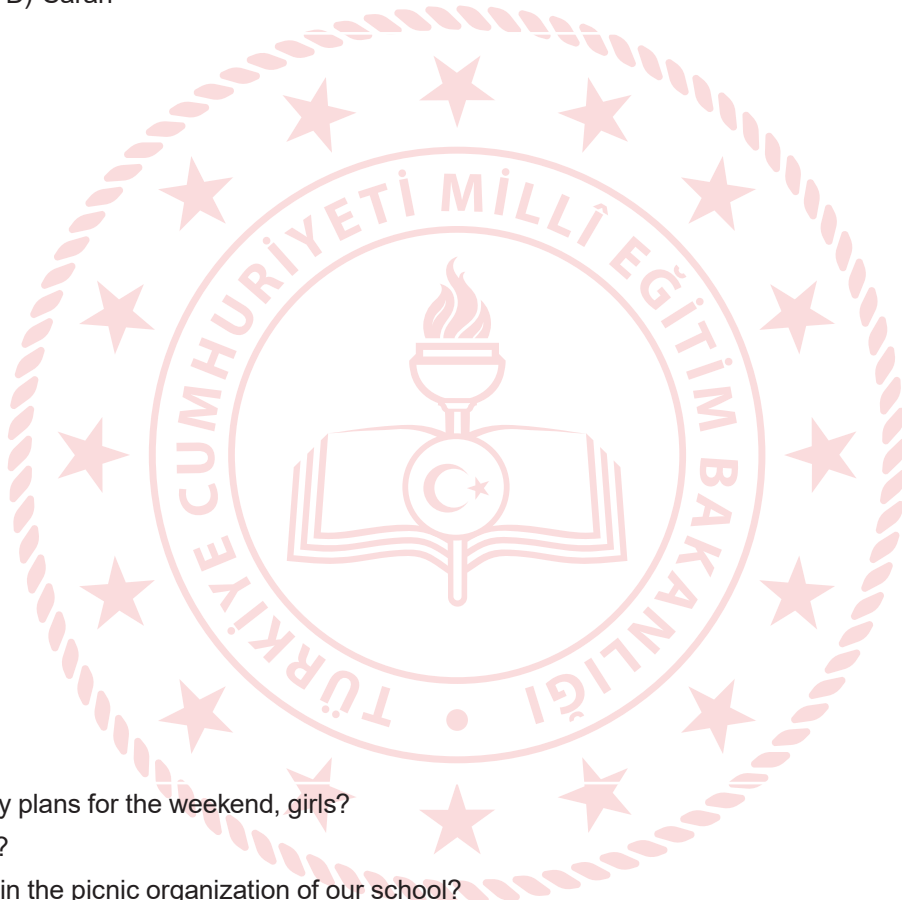 TÜRKİYE CUMHURİYETİ MİLLÎ EĞİTİM BAKANLIĞI
y plans for the weekend, girls?
?
in the picnic organization of our school?